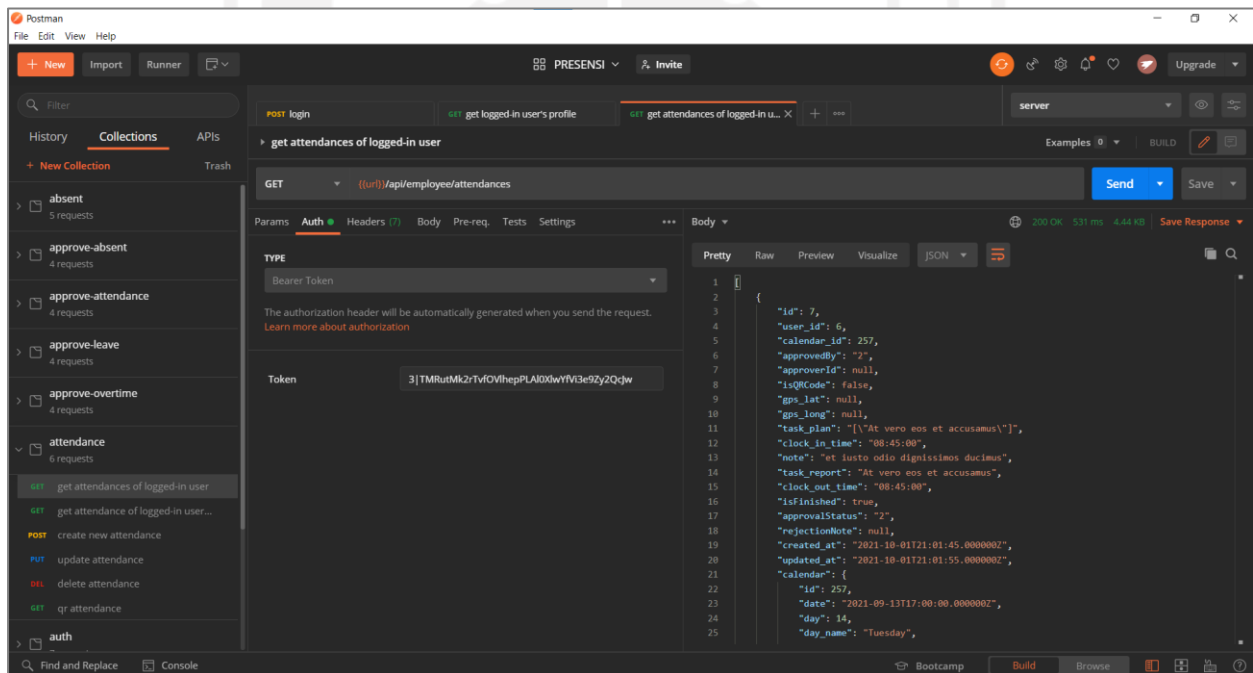 Postman
File Edit View Help
+ New Import Runner PRESENSI Invite Upgrade
Filter
History Collections APIs
+ New Collection Trash
absent
5 requests
approve-absent
4 requests
approve-attendance
4 requests
approve-leave
4 requests
approve-overtime
4 requests
attendance
6 requests
GET get attendances of logged-in user
GET get attendance of logged-in user...
POST create new attendance
PUT update attendance
DEL delete attendance
GET qr attendance
auth
POST login GET get logged-in user's profile GET get attendances of logged-in u... server
get attendances of logged-in user Examples 0 BUILD
GET {{url}}/api/employee/attendances Send Save
Params Auth Headers (7) Body Pre-req. Tests Settings
TYPE
Bearer Token
The authorization header will be automatically generated when you send the request.
Learn more about authorization
Token
Body 200 OK 531 ms 4.44 KB Save Response
Pretty Raw Preview Visualize JSON
1 [
2 {
3 "id": 7,
4 "user_id": 6,
5 "calendar_id": 257,
6 "approvedBy": "2",
7 "approverId": null,
8 "isQRCode": false,
9 "gps_lat": null,
10 "gps_long": null,
11 "task_plan": "[\"At vero eos et accusamus\"]",
12 "clock_in_time": "08:45:00",
13 "note": "et iusto odio dignissimos ducimus",
14 "task_report": "At vero eos et accusamus",
15 "clock_out_time": "08:45:00",
16 "isFinished": true,
17 "approvalStatus": "2",
18 "rejectionNote": null,
19 "created_at": "2021-10-01T21:01:45.000000Z",
20 "updated_at": "2021-10-01T21:01:55.000000Z",
21 "calendar": {
22 "id": 257,
23 "date": "2021-09-13T17:00:00.000000Z",
24 "day": 14,
25 "day_name": "Tuesday",
Find and Replace Console Bootcamp Build Browse